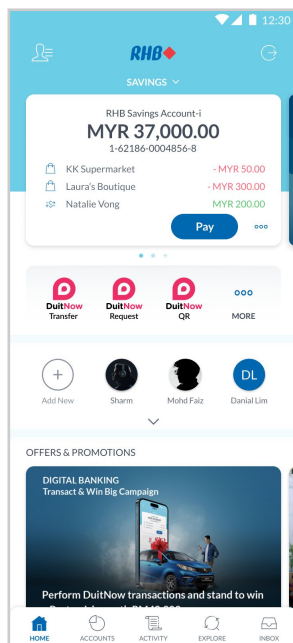 12:30
RHB
SAVINGS
RHB Savings Account-i
MYR 37,000.00
1-62186-0004856-8
KK Supermarket - MYR 50.00
Laura's Boutique - MYR 300.00
Natalie Vong MYR 200.00
Pay
DuitNow DuitNow DuitNow
Transfer Request QR MORE
Add New Sharm Mohd Faiz DL Danial Lim
OFFERS & PROMOTIONS
DIGITAL BANKING
Transact & Win Big Campaign
Perform DuitNow transactions and stand to win
HOME ACCOUNTS ACTIVITY EXPLORE INBOX